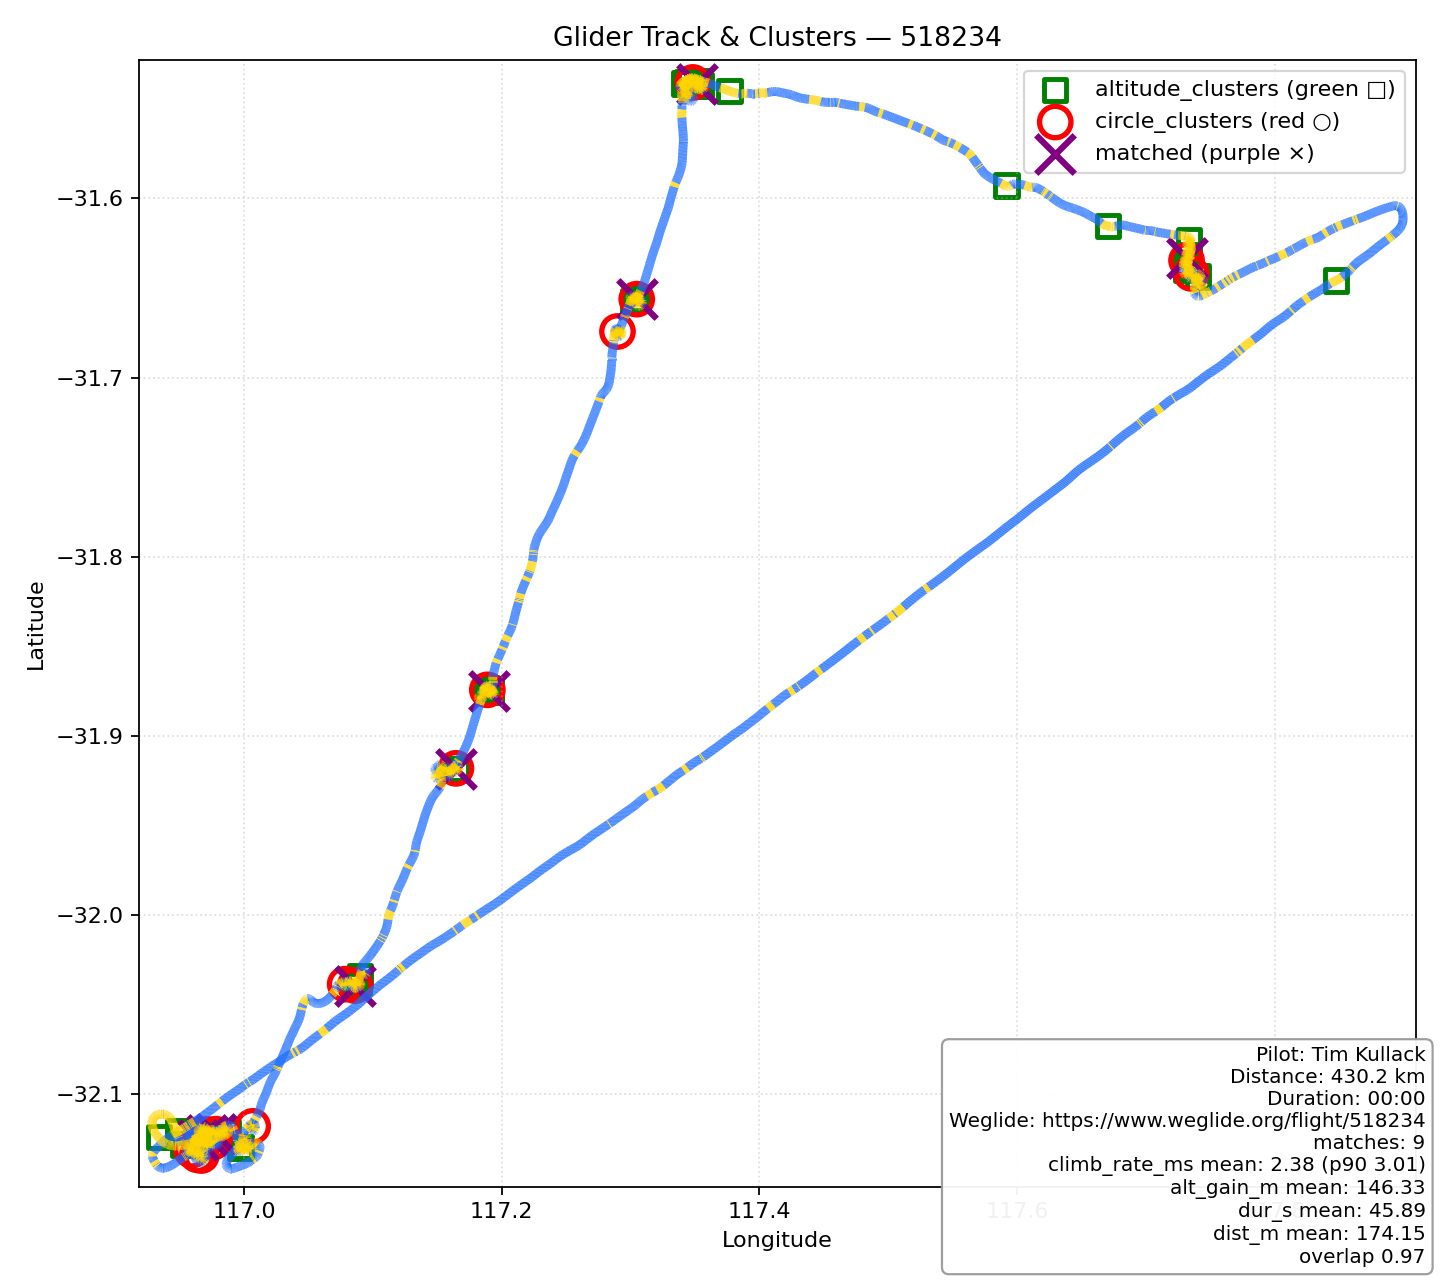 Glider Track & Clusters — 518234
altitude_clusters (green □)
circle_clusters (red ○)
matched (purple ×)
−31.6
−31.7
−31.8
−31.9
−32.0
−32.1
Latitude
117.0
117.2
117.4
117.6
Longitude
Pilot: Tim Kullack
Distance: 430.2 km
Duration: 00:00
Weglide: https://www.weglide.org/flight/518234
matches: 9
climb_rate_ms mean: 2.38 (p90 3.01)
alt_gain_m mean: 146.33
dur_s mean: 45.89
dist_m mean: 174.15
overlap 0.97